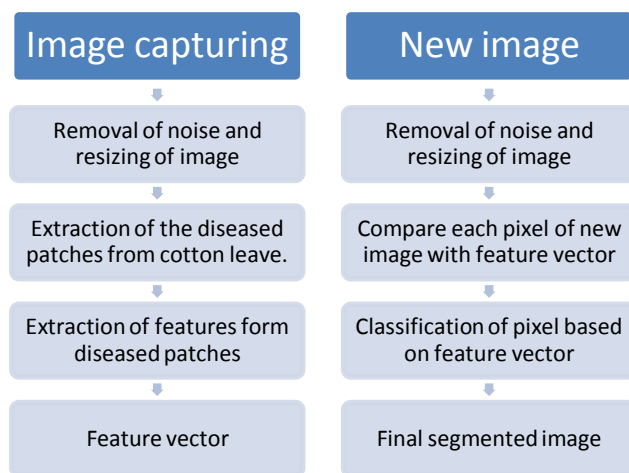 Image capturing
Removal of noise and
resizing of image
Extraction of the diseased
patches from cotton leave.
Extraction of features form
diseased patches
Feature vector
New image
Removal of noise and
resizing of image
Compare each pixel of new
image with feature vector
Classification of pixel based
on feature vector
Final segmented image